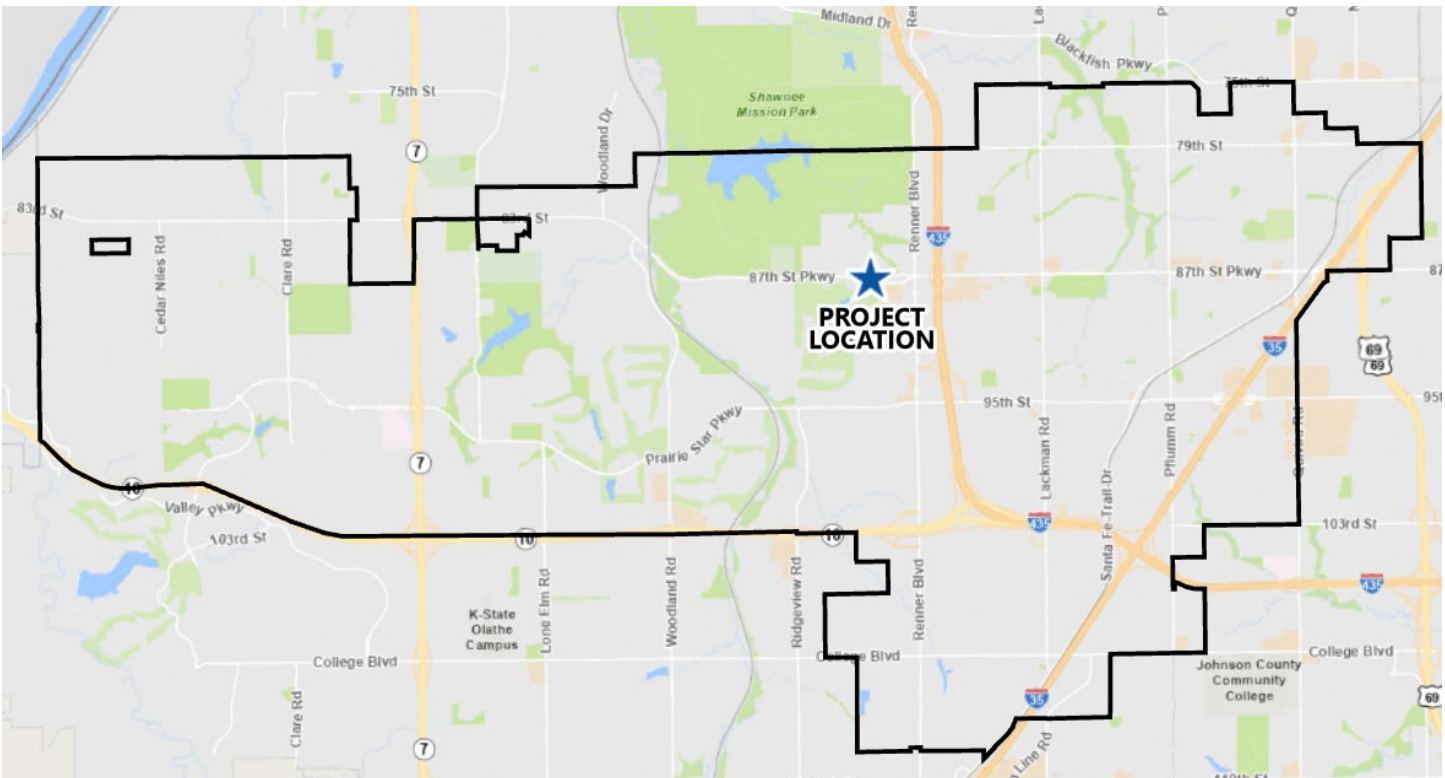 Midland Dr
Blackfish Pkwy
75th St
75th St
Shawnee
Mission Park
Woodland Dr
7
79th St
83rd St
83rd St
Cedar Niles Rd
Clare Rd
Renner Blvd
435
87th St Pkwy
87th St Pkwy
PROJECT
LOCATION
35
69
69
95th St
Prairie Star Pkwy
Lackman Rd
Pflumm Rd
Quivira Rd
7
10
Valley Pkwy
103rd St
10
10
435
103rd St
Santa Fe Trail Dr
435
K-State
Olathe
Campus
Lone Elm Rd
Woodland Rd
Ridgeview Rd
Renner Blvd
College Blvd
College Blvd
College Blvd
Johnson County
Community
College
Clare Rd
35
69
7
Line Rd